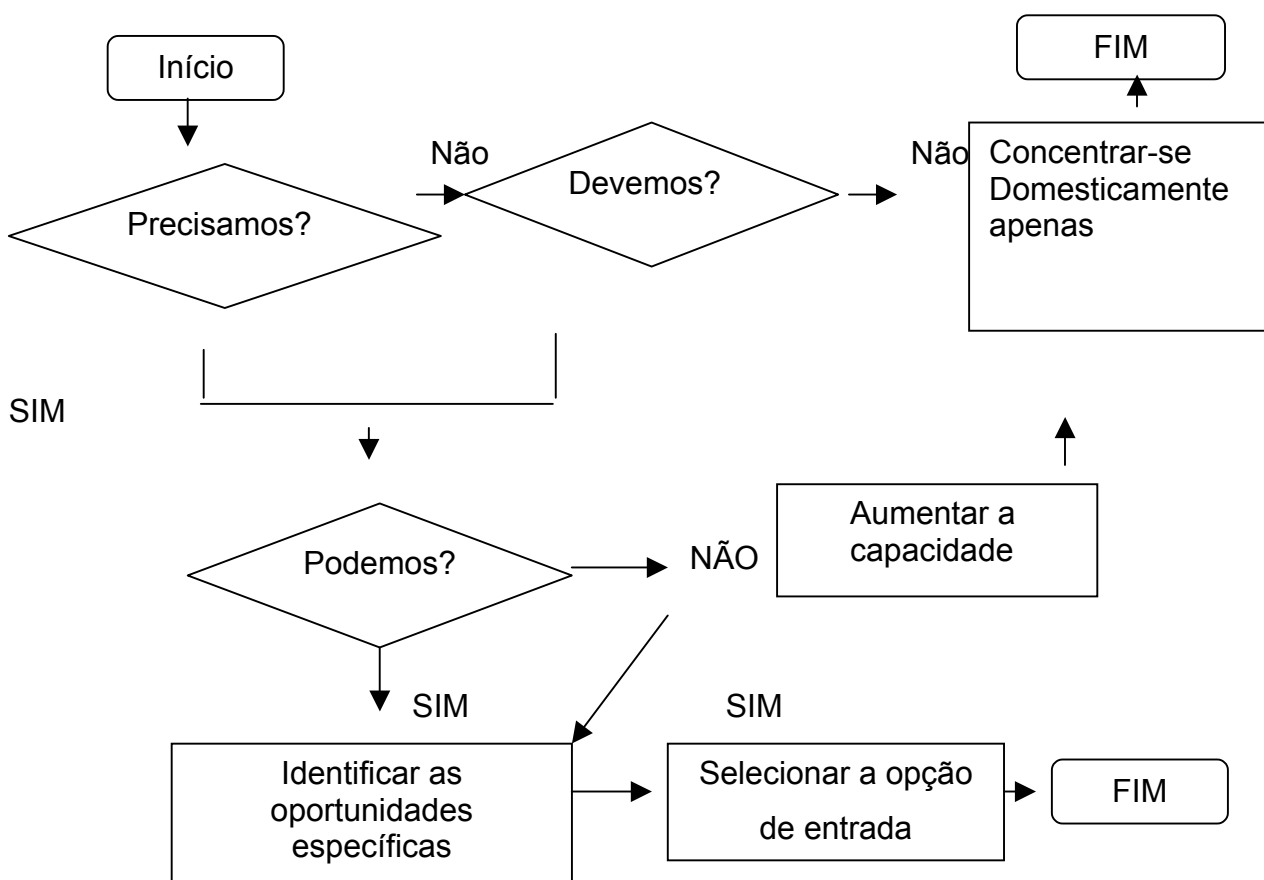 Início
FIM
Precisamos?
Não
Devemos?
Não
Concentrar-se
Domesticamente
apenas
SIM
Podemos?
NÃO
Aumentar a
capacidade
SIM
SIM
Identificar as
oportunidades
específicas
Selecionar a opção
de entrada
FIM